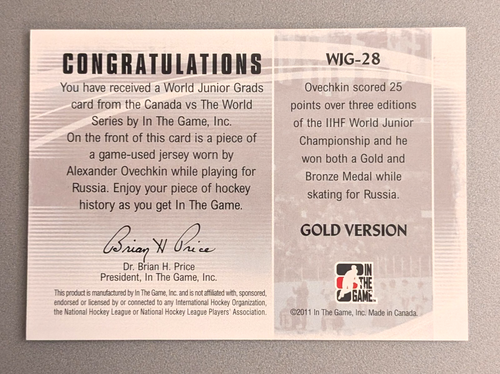 CONGRATULATIONS
You have received a World Junior Grads
card from the Canada vs The World
Series by In The Game, Inc.
On the front of this card is a piece of
a game-used jersey worn by
Alexander Ovechkin while playing for
Russia. Enjoy your piece of hockey
history as you get In The Game.
Brian H Price
Dr. Brian H. Price
President, In The Game, Inc.
This product is manufactured by In The Game, Inc. and is not affiliated with, sponsored,
endorsed or licensed by or connected to any International Hockey Organization,
the National Hockey League or National Hockey League Players' Association.
WJG-28
Ovechkin scored 25
points over three editions
of the IIHF World Junior
Championship and he
won both a Gold and
Bronze Medal while
skating for Russia.
GOLD VERSION
IN
THE
GAME
©2011 In The Game, Inc. Made in Canada.